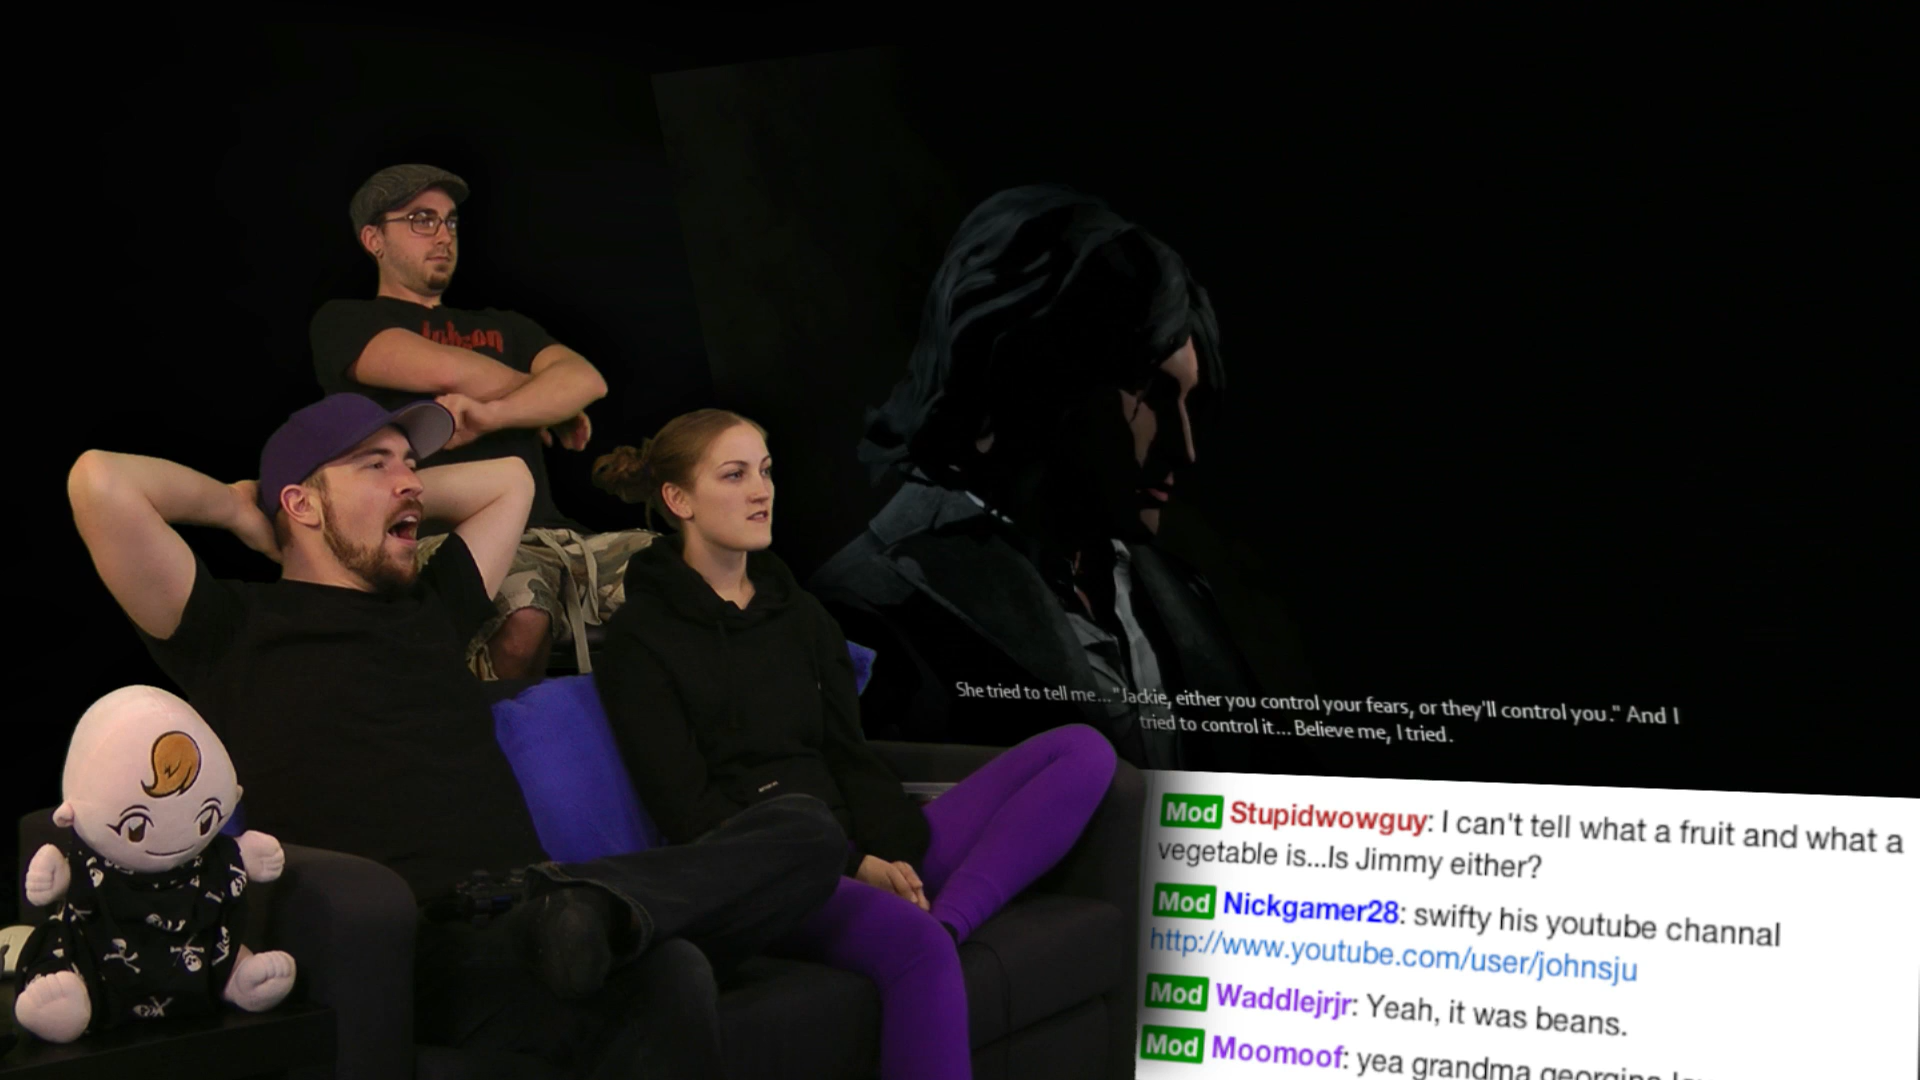 She tried to tell me..."Jackie, either you control your fears, or they'll control you." And I
tried to control it... Believe me, I tried.
Mod Stupidwowguy: I can't tell what a fruit and what a
vegetable is...Is Jimmy either?
Mod Nickgamer28: swifty his youtube channal
http://www.youtube.com/user/johnsju
Mod Waddlejrjr: Yeah, it was beans.
Mod Moomoof: yea grandma georgina